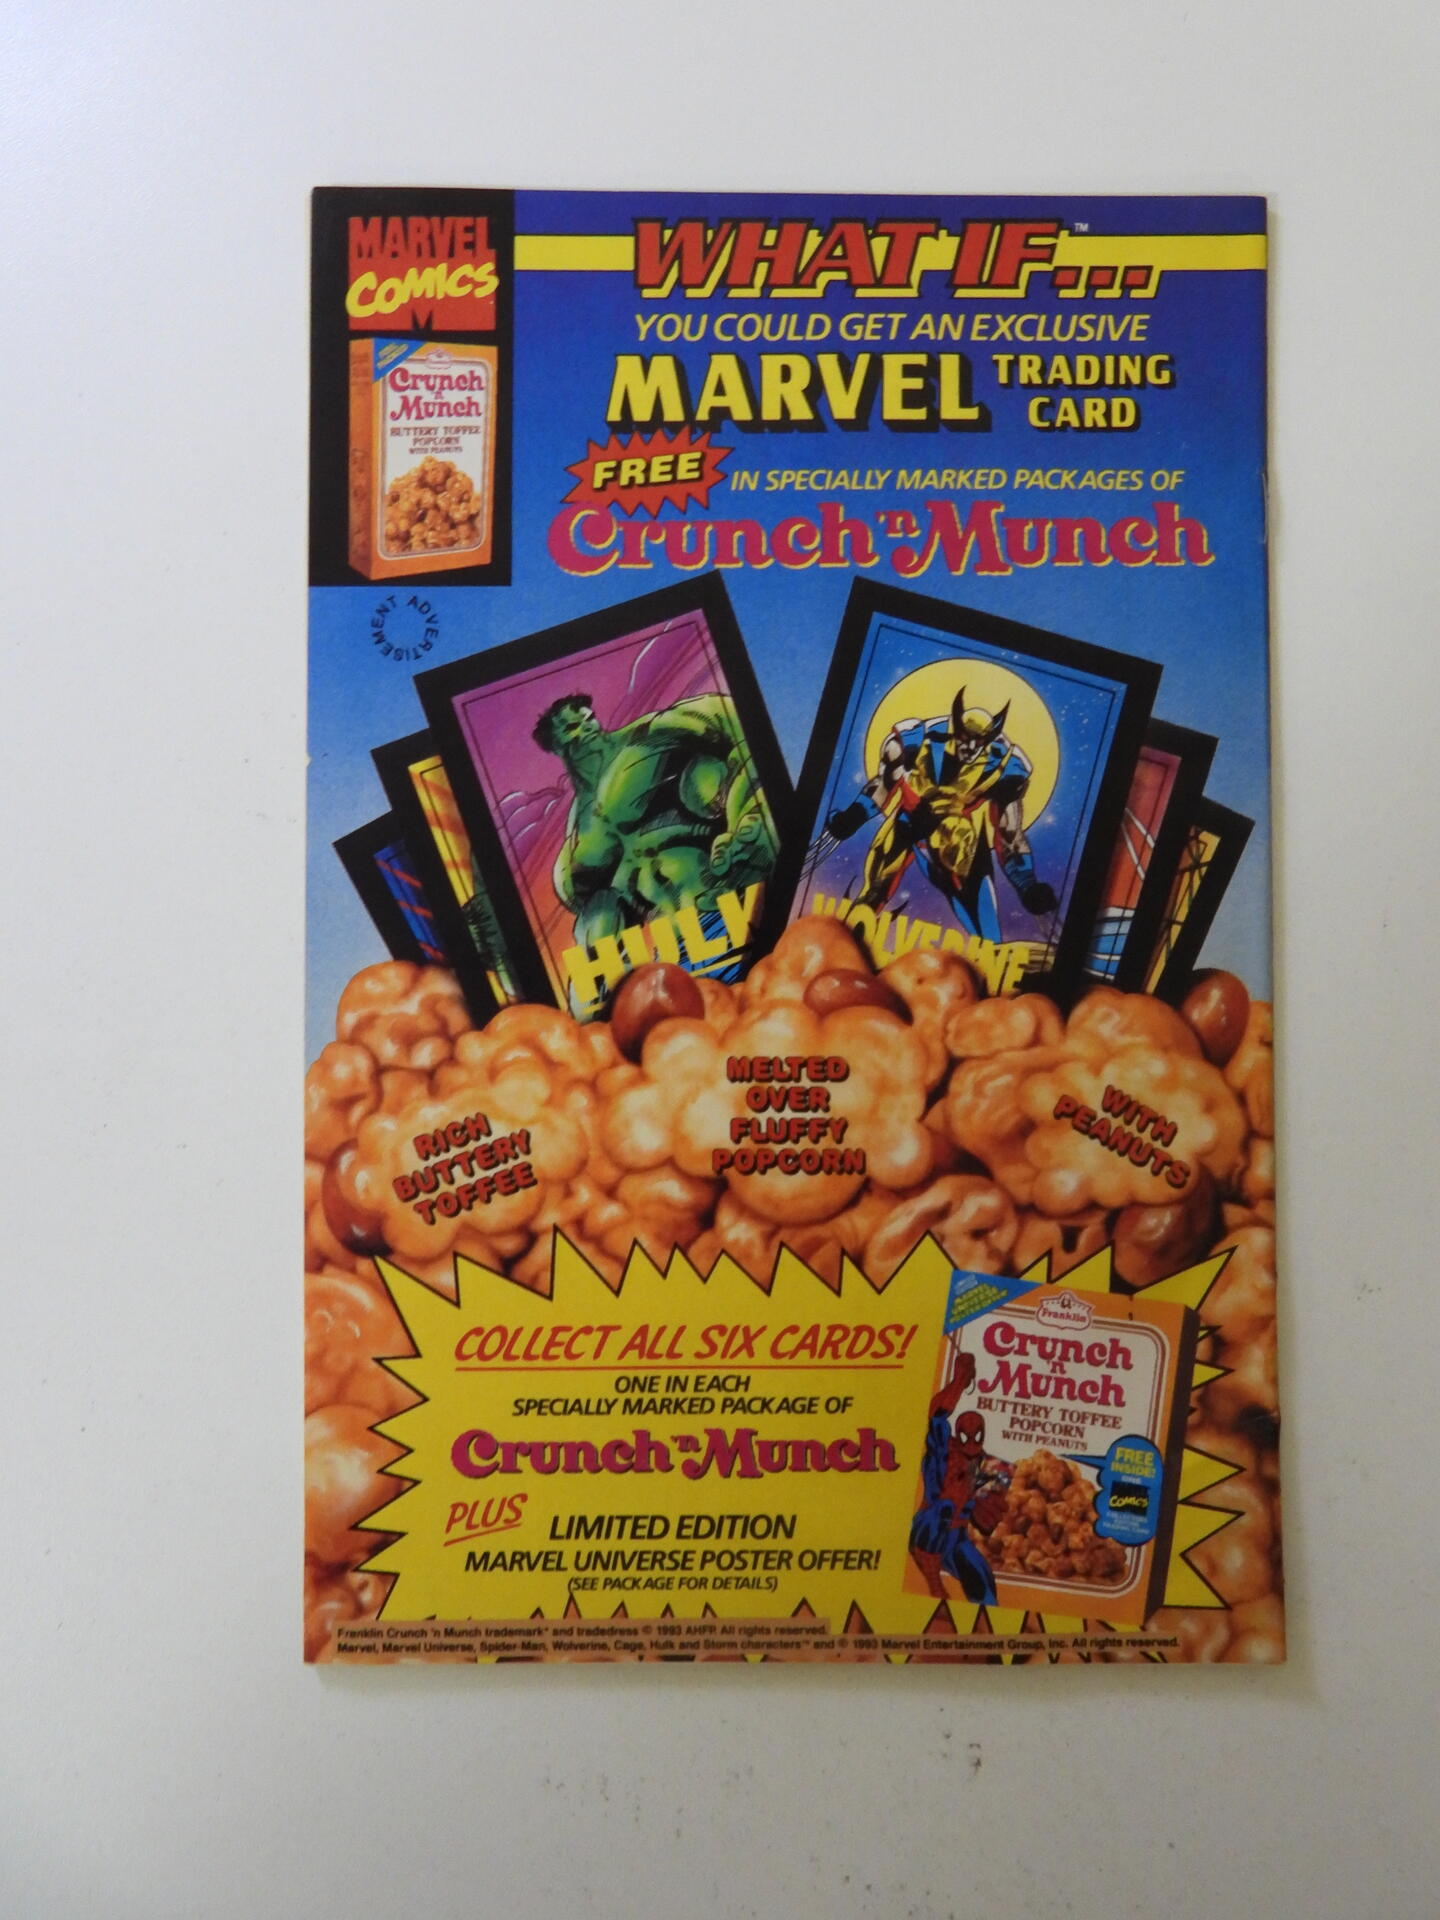 MARVEL
COMICS
WHAT IF...™
YOU COULD GET AN EXCLUSIVE
MARVEL TRADING
CARD
FREE IN SPECIALLY MARKED PACKAGES OF
Crunch 'n Munch
Crunch
'n
Munch
BUTTERY TOFFEE
POPCORN
WITH PEANUTS
ADVERTISEMENT
HULK
WOLVERINE
RICH
BUTTERY
TOFFEE
MELTED
OVER
FLUFFY
POPCORN
WITH
PEANUTS
COLLECT ALL SIX CARDS!
ONE IN EACH
SPECIALLY MARKED PACKAGE OF
Crunch 'n Munch
PLUS LIMITED EDITION
MARVEL UNIVERSE POSTER OFFER!
(SEE PACKAGE FOR DETAILS)
Franklin
Crunch
'n
Munch
BUTTERY TOFFEE
POPCORN
WITH PEANUTS
FREE
INSIDE!
ONE
COMICS
Franklin Crunch 'n Munch trademark* and tradedress © 1993 AHFP. All rights reserved.
Marvel, Marvel Universe, Spider-Man, Wolverine, Cage, Hulk and Storm characters™ and © 1993 Marvel Entertainment Group, Inc. All rights reserved.